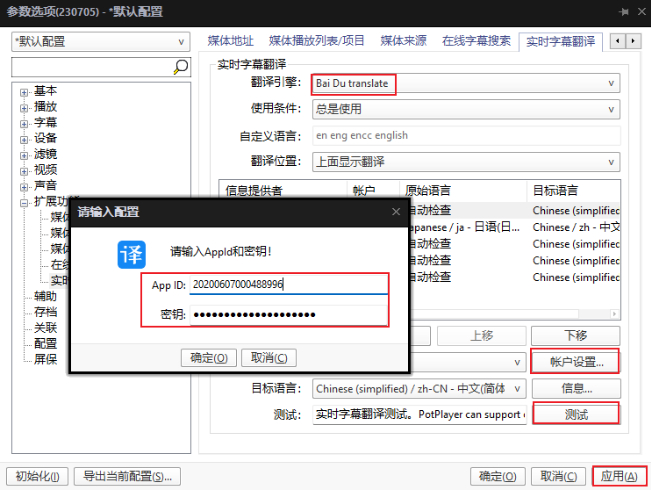 参数选项(230705) - *默认配置
*默认配置
媒体地址 媒体播放列表/项目 媒体来源 在线字幕搜索 实时字幕翻译
基本
播放
字幕
设备
滤镜
视频
声音
扩展功能
媒体
媒体
媒体
在线
实时
辅助
存档
关联
配置
屏保
实时字幕翻译
翻译引擎: Bai Du translate
使用条件: 总是使用
自定义语言: en eng encc english
翻译位置: 上面显示翻译
信息提供者 帐户 原始语言 目标语言
自动检查 Chinese (simplified
apanese / ja - 日语(日... Chinese / zh - 中文
自动检查 Chinese (simplified
自动检查 Chinese (simplified
自动检查 Chinese (simplified
请输入配置
译
请输入AppId和密钥!
App ID: 20200607000488996
密钥: ●●●●●●●●●●●●●●●●●●●●
确定(O) 取消(C)
上移 下移
帐户设置...
目标语言: Chinese (simplified) / zh-CN - 中文(简体 信息...
测试: 实时字幕翻译测试。PotPlayer can support 测试
初始化(I) 导出当前配置(S)... 确定(O) 取消(C) 应用(A)